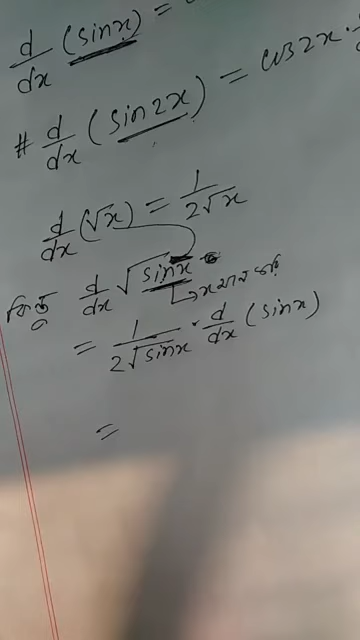 d/dx (sinx) =
# d/dx (sin2x) = cos2x .
d/dx (√x) = 1/(2√x)
কিন্তু d/dx √sinx
→ x
= 1/(2√sinx) · d/dx (sinx)
=